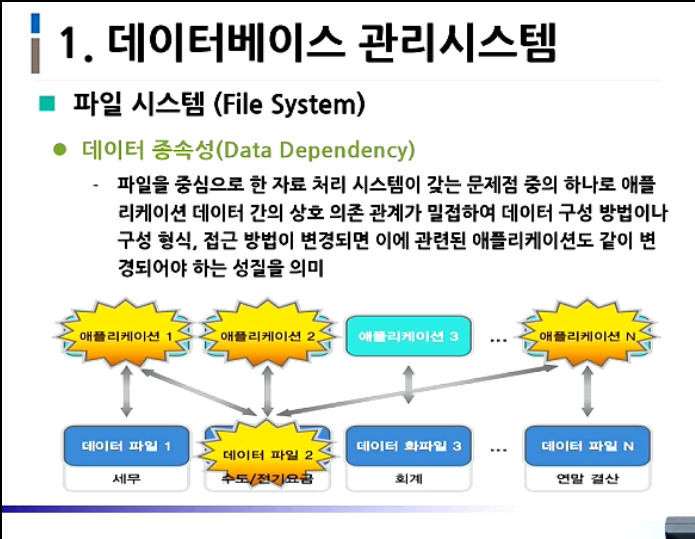 1. 데이터베이스 관리시스템
파일 시스템 (File System)
데이터 종속성(Data Dependency)
- 파일을 중심으로 한 자료 처리 시스템이 갖는 문제점 중의 하나로 애플
리케이션 데이터 간의 상호 의존 관계가 밀접하여 데이터 구성 방법이나
구성 형식, 접근 방법이 변경되면 이에 관련된 애플리케이션도 같이 변
경되어야 하는 성질을 의미
애플리케이션 1 애플리케이션 2 애플리케이션 3 ... 애플리케이션 N
데이터 파일 1 데이터 파일 2 데이터 화파일 3 ... 데이터 파일 N
세무 수도/전기요금 회계 연말 결산